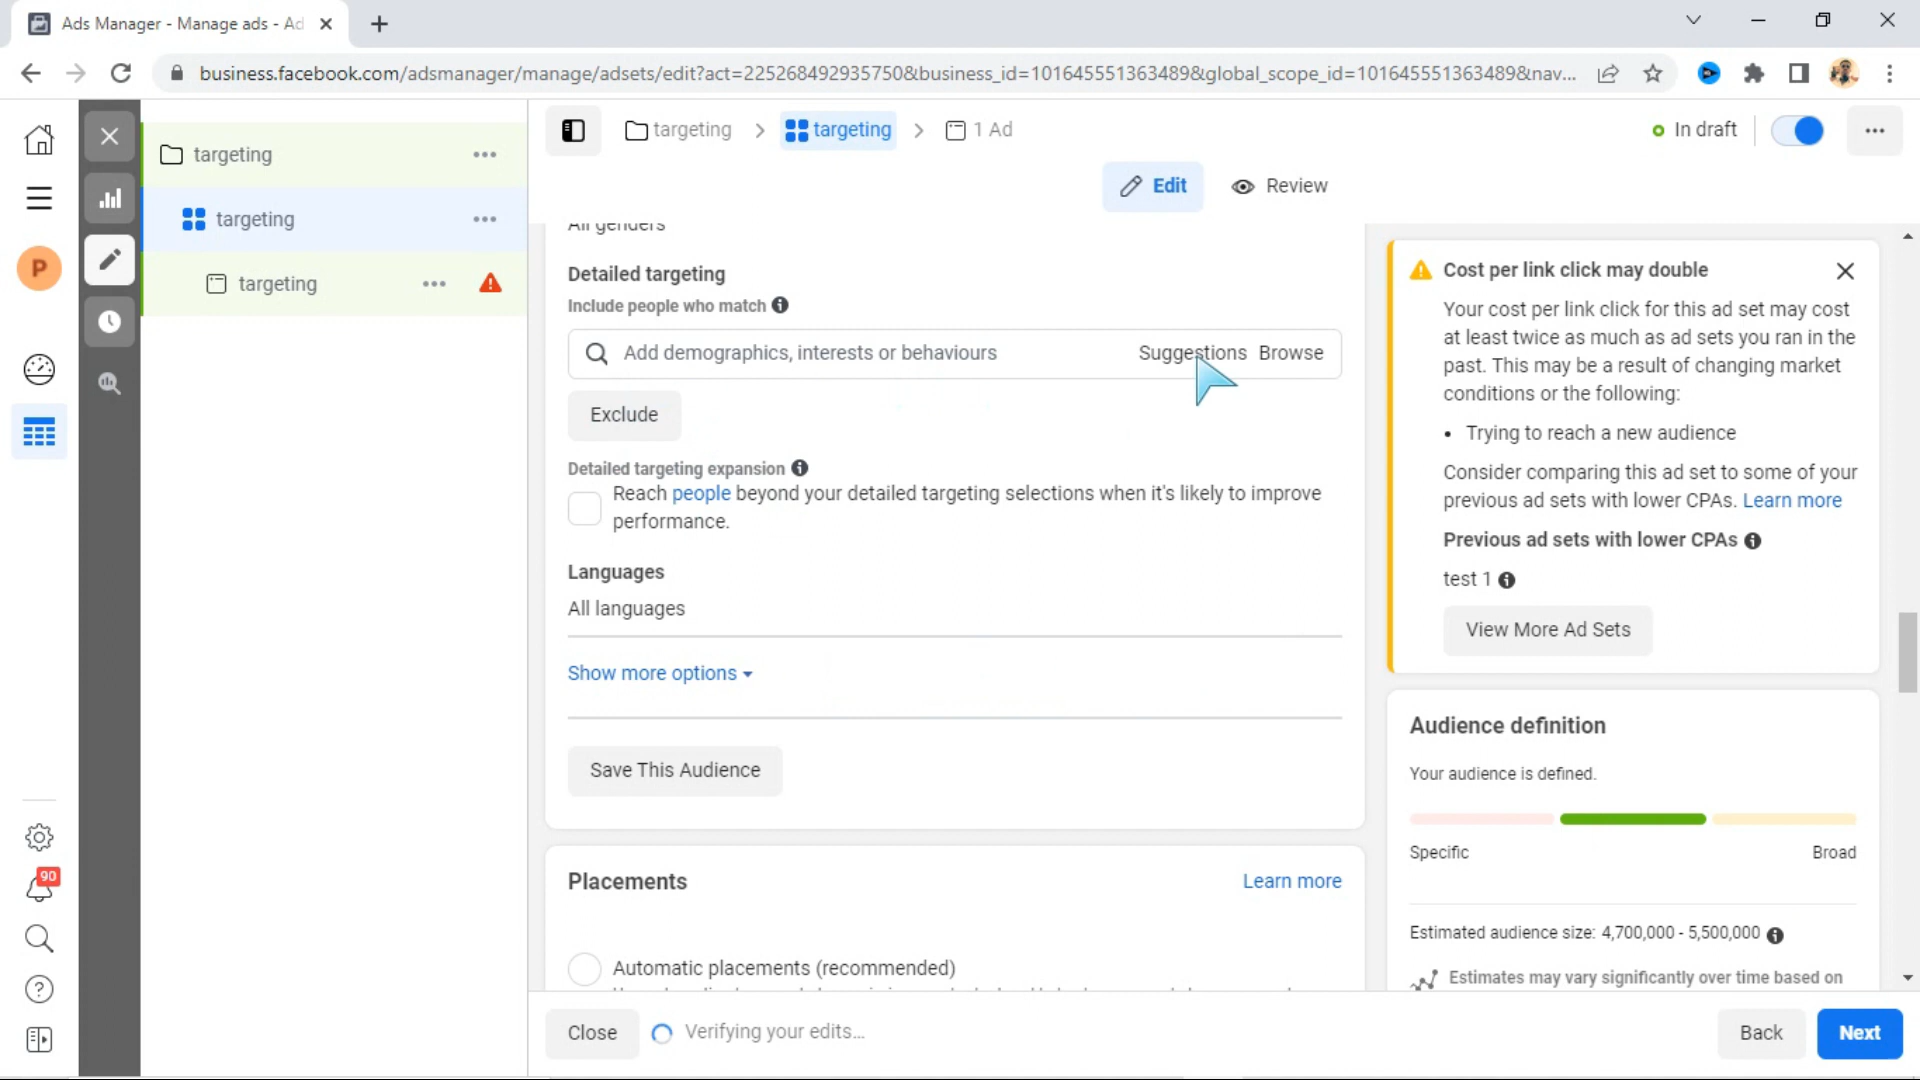 Ads Manager - Manage ads - Ad
business.facebook.com/adsmanager/manage/adsets/edit?act=225268492935750&business_id=101645551363489&global_scope_id=101645551363489&nav...
targeting
targeting
targeting
P
90
targeting > targeting > 1 Ad
In draft
Edit
Review
All genders
Detailed targeting
Include people who match
Add demographics, interests or behaviours
Suggestions Browse
Exclude
Detailed targeting expansion
Reach people beyond your detailed targeting selections when it's likely to improve
performance.
Languages
All languages
Show more options
Save This Audience
Placements
Learn more
Automatic placements (recommended)
Close
Verifying your edits...
Back
Next
Cost per link click may double
Your cost per link click for this ad set may cost
at least twice as much as ad sets you ran in the
past. This may be a result of changing market
conditions or the following:
• Trying to reach a new audience
Consider comparing this ad set to some of your
previous ad sets with lower CPAs. Learn more
Previous ad sets with lower CPAs
test 1
View More Ad Sets
Audience definition
Your audience is defined.
Specific
Broad
Estimated audience size: 4,700,000 - 5,500,000
Estimates may vary significantly over time based on